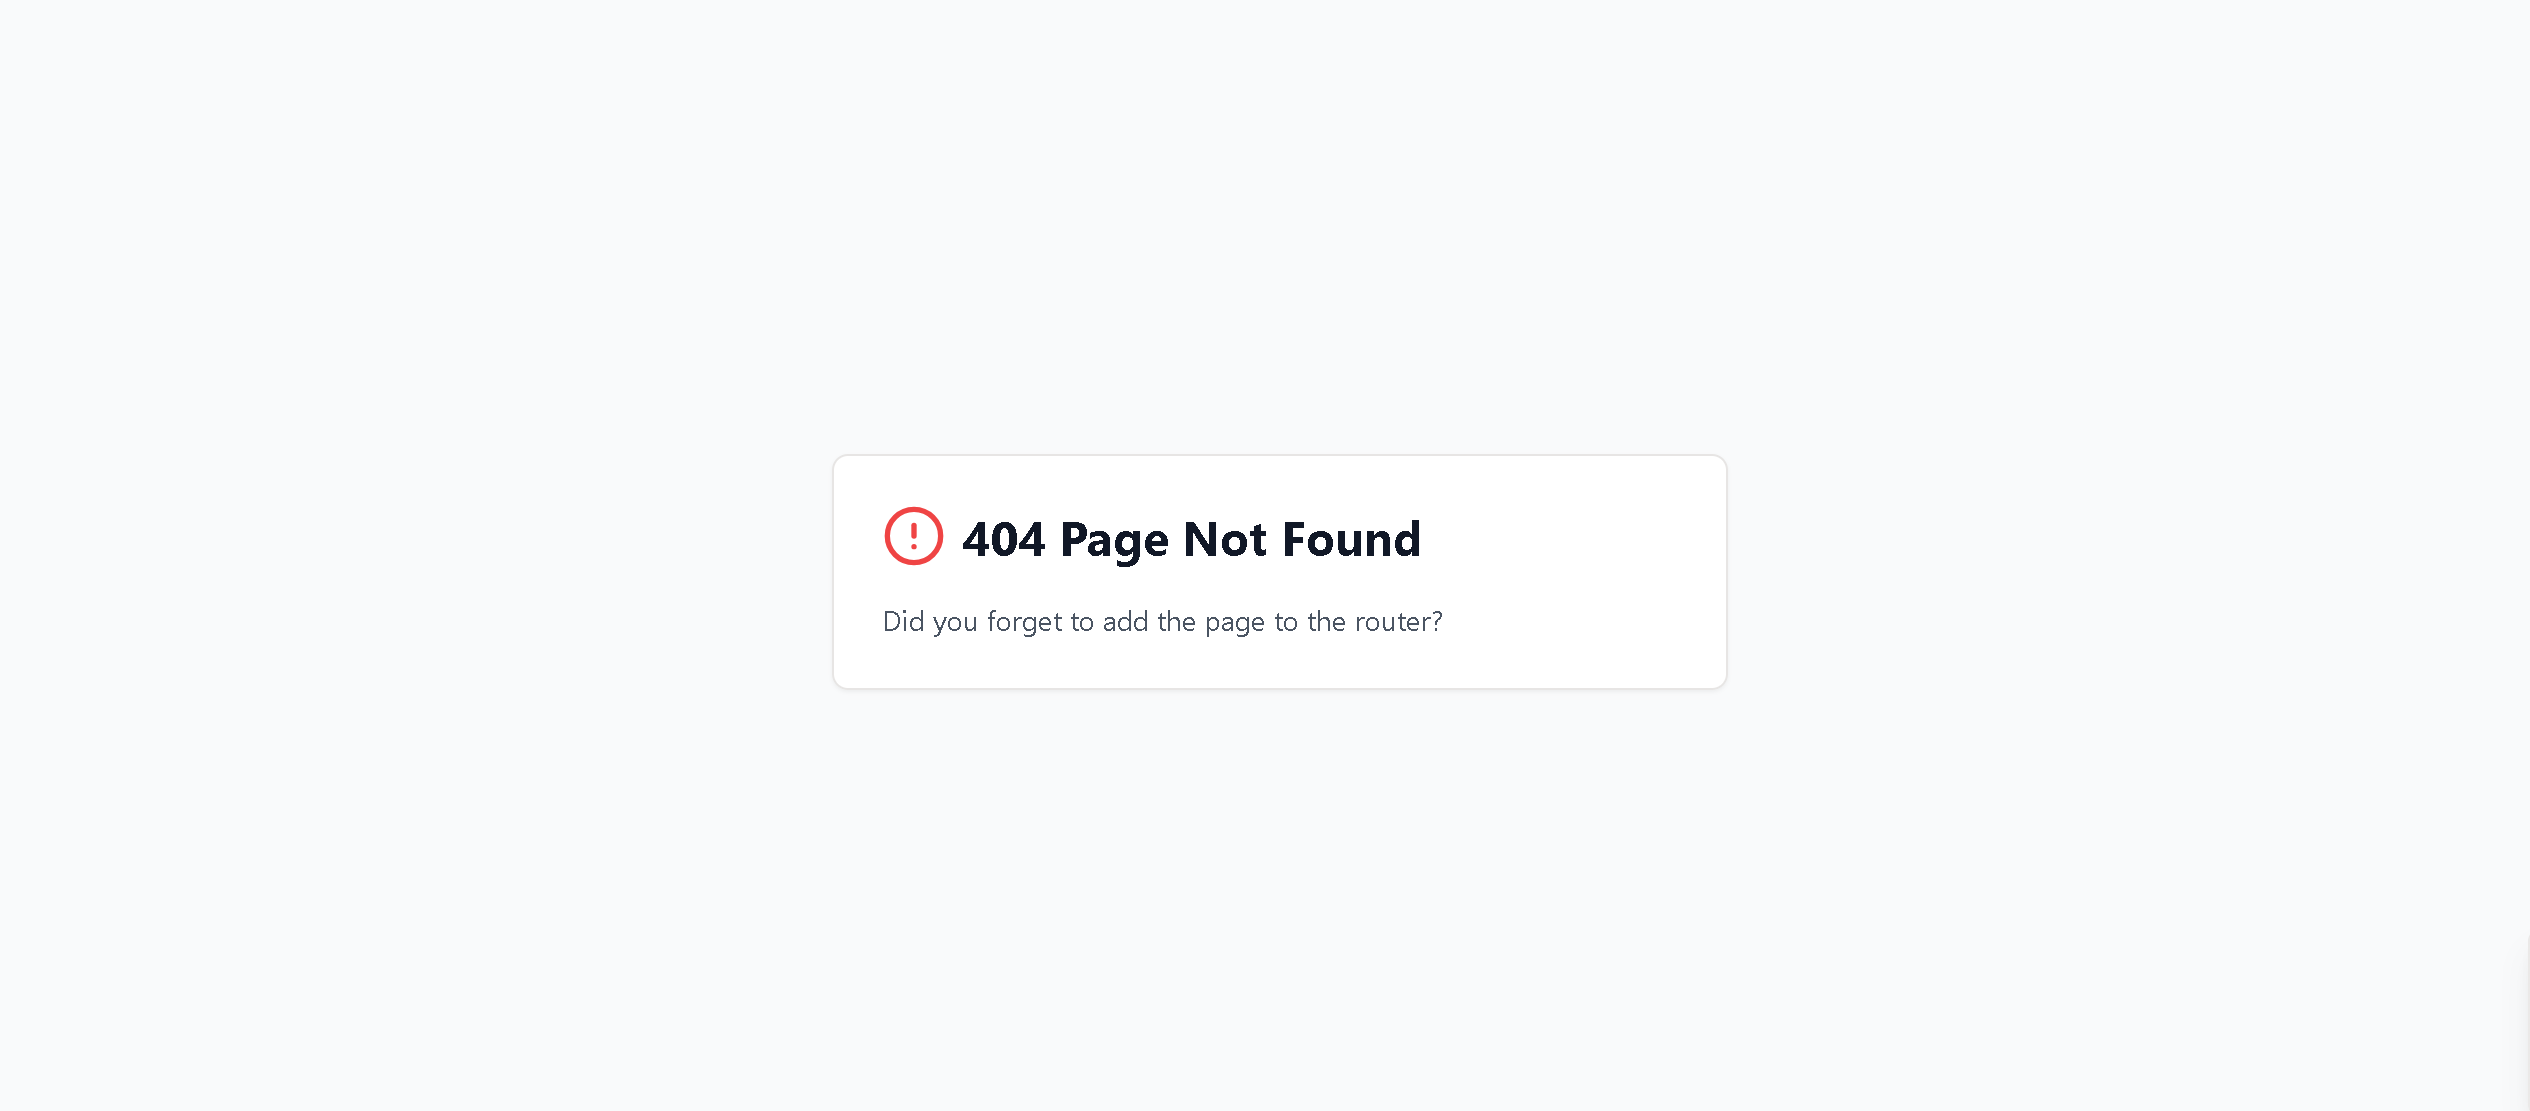 404 Page Not Found
Did you forget to add the page to the router?